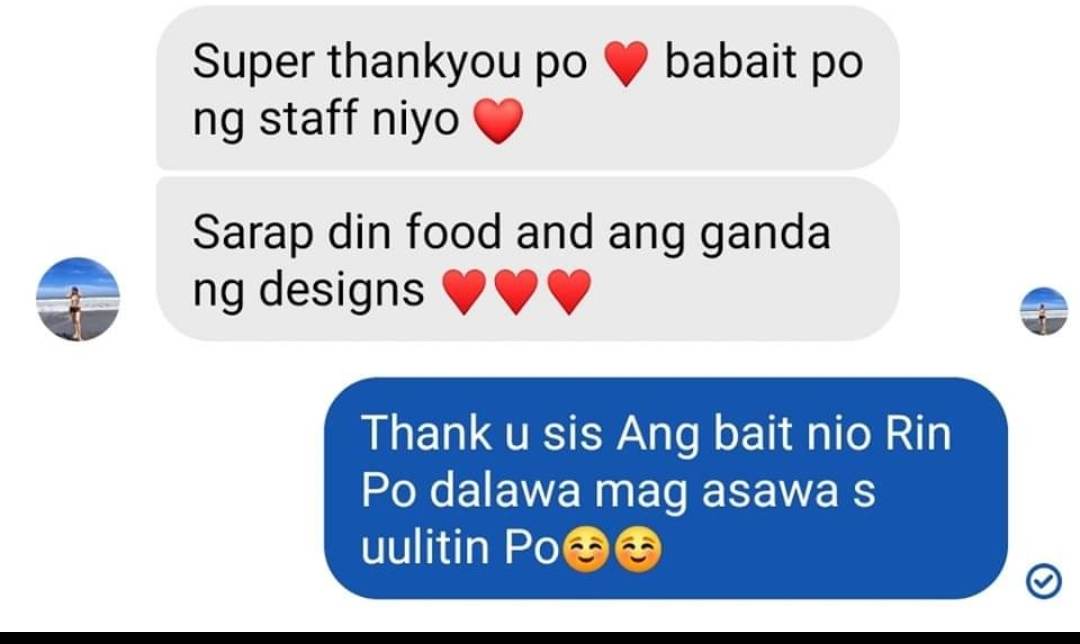 Super thankyou po ♥️ babait po
ng staff niyo ❤️
Sarap din food and ang ganda
ng designs ♥️♥️♥️
Thank u sis Ang bait nio Rin
Po dalawa mag asawa s
uulitin Po☺️☺️